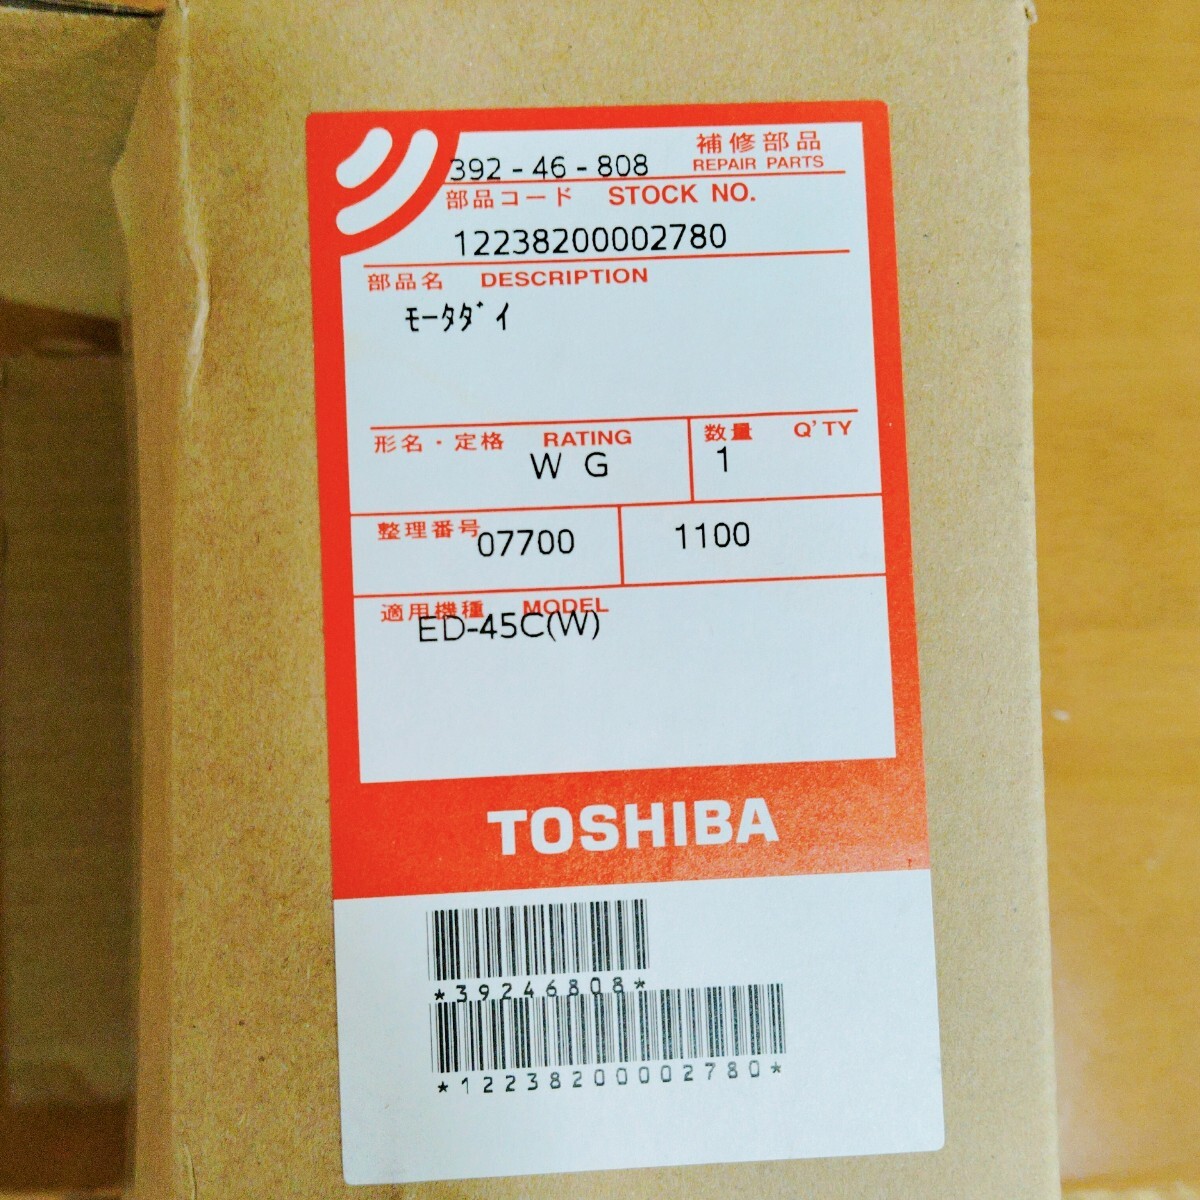 392-46-808 補修部品
REPAIR PARTS
部品コード STOCK NO.
12238200002780
部品名 DESCRIPTION
ﾓｰﾀﾀﾞｲ
形名・定格 RATING 数量 Q'TY
W G 1
整理番号 07700 1100
適用機種 MODEL
ED-45C(W)
TOSHIBA
*39246808*
*12238200002780*